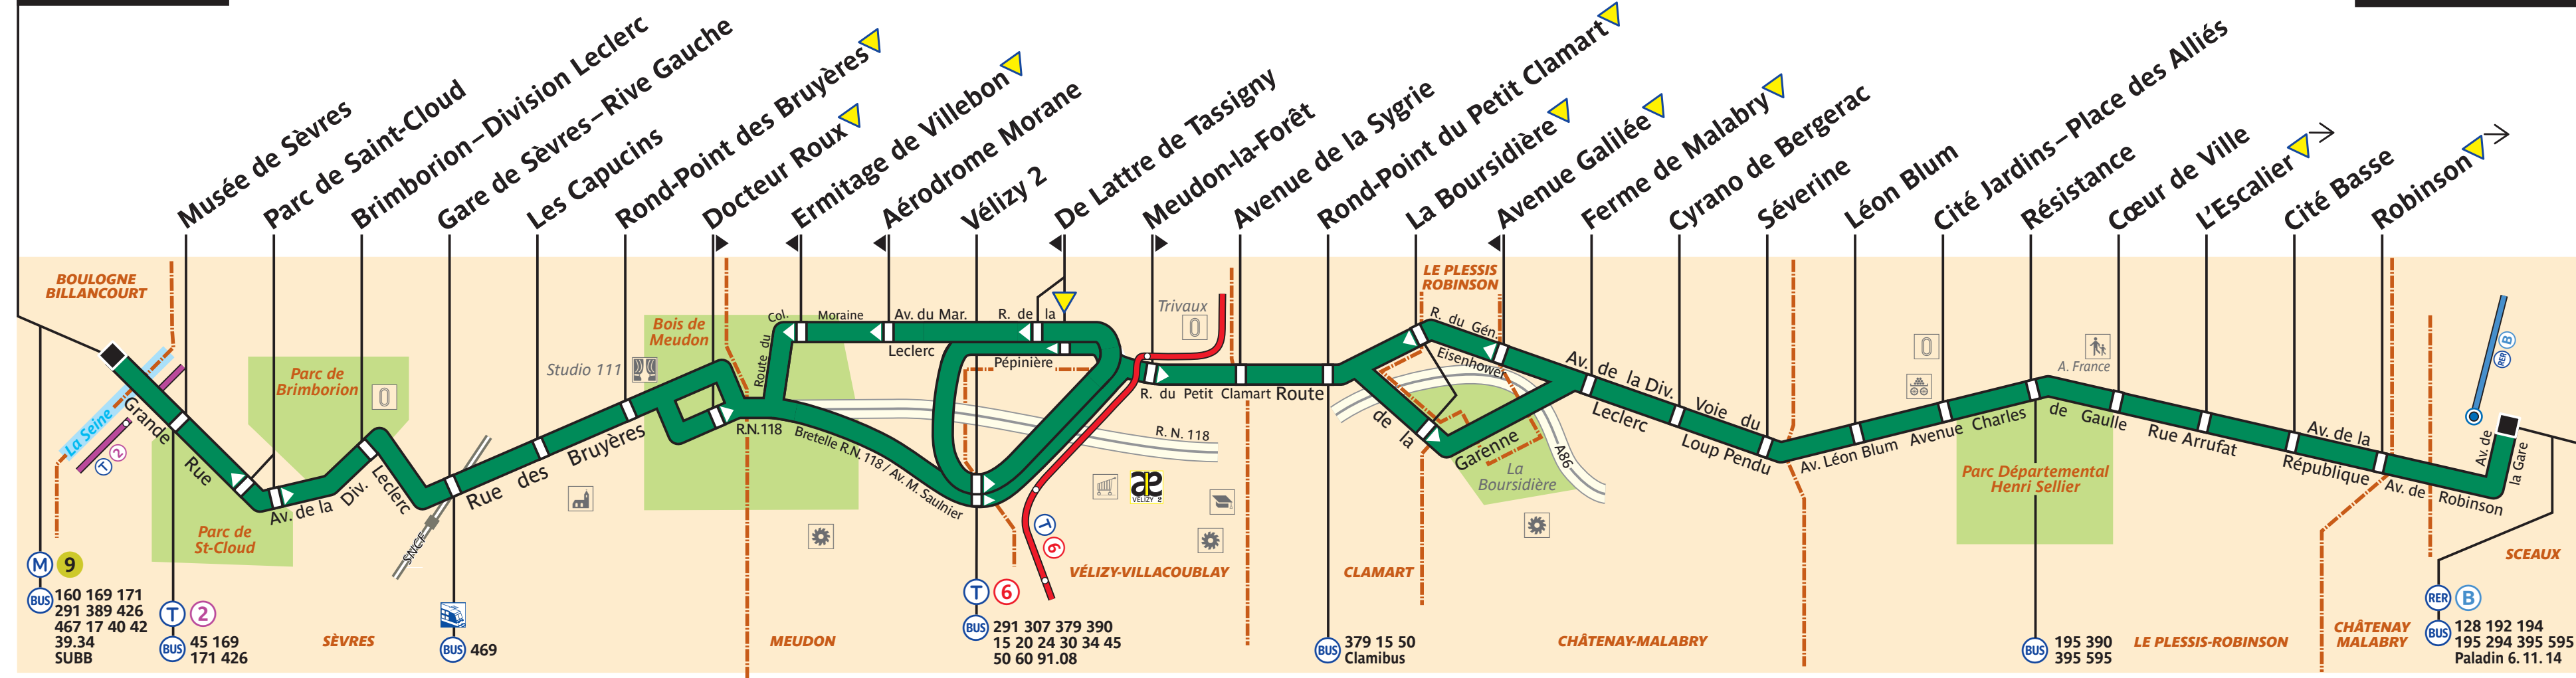 Musée de Sèvres
Parc de Saint-Cloud
Brimborion–Division Leclerc
Gare de Sèvres–Rive Gauche
Les Capucins
Rond-Point des Bruyères
Docteur Roux
Ermitage de Villebon
Aérodrome Morane
Vélizy 2
De Lattre de Tassigny
Meudon-la-Forêt
Avenue de la Sygrie
Rond-Point du Petit Clamart
La Boursidière
Avenue Galilée
Ferme de Malabry
Cyrano de Bergerac
Séverine
Léon Blum
Cité Jardins–Place des Alliés
Résistance
Cœur de Ville
L'Escalier
Cité Basse
Robinson
BOULOGNE
BILLANCOURT
La Seine
T 2
Grande
Rue
Parc de
Brimborion
Parc de
St-Cloud
Av. de la Div. Leclerc
SNCF
Rue des Bruyères
Studio 111
Bois de
Meudon
R.N.118
Route du Col. Moraine
Av. du Mar.
Leclerc
R. de la
Pépinière
Bretelle R.N. 118 / Av. M. Saulnier
R. N. 118
Trivaux
VELIZY 2
T 6
R. du Petit Clamart
Route
de la
Garenne
LE PLESSIS
ROBINSON
R. du Gén.
Eisenhower
La
Boursidière
A86
Av. de la Div.
Leclerc
Voie du
Loup Pendu
Av. Léon Blum
Avenue Charles de Gaulle
A. France
Parc Départemental
Henri Sellier
Rue Arrufat
Av. de la
République
Av. de Robinson
Av. de
la Gare
RER B
M 9
BUS
160 169 171
291 389 426
467 17 40 42
39.34
SUBB
T 2
BUS
45 169
171 426
SÈVRES
BUS 469
MEUDON
T 6
BUS
291 307 379 390
15 20 24 30 34 45
50 60 91.08
VÉLIZY-VILLACOUBLAY
CLAMART
BUS
379 15 50
Clamibus
CHÂTENAY-MALABRY
BUS
195 390
395 595
LE PLESSIS-ROBINSON
CHÂTENAY
MALABRY
SCEAUX
RER B
BUS
128 192 194
195 294 395 595
Paladin 6. 11. 14